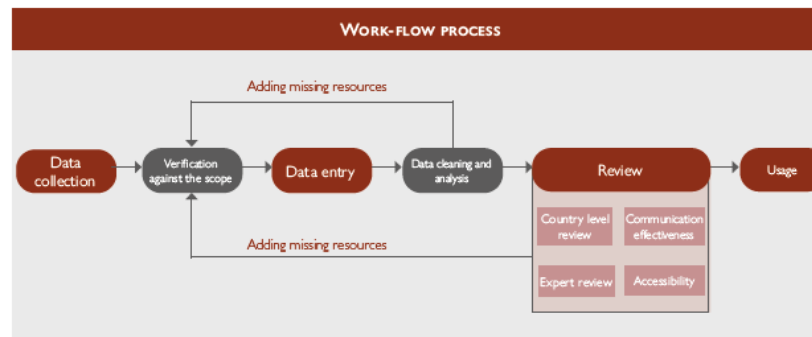 WORK-FLOW PROCESS
Adding missing resources
Data
collection
Verification
against the scope
Data entry
Data cleaning and
analysis
Review
Usage
Country level
review
Communication
effectiveness
Adding missing resources
Expert review
Accessibility